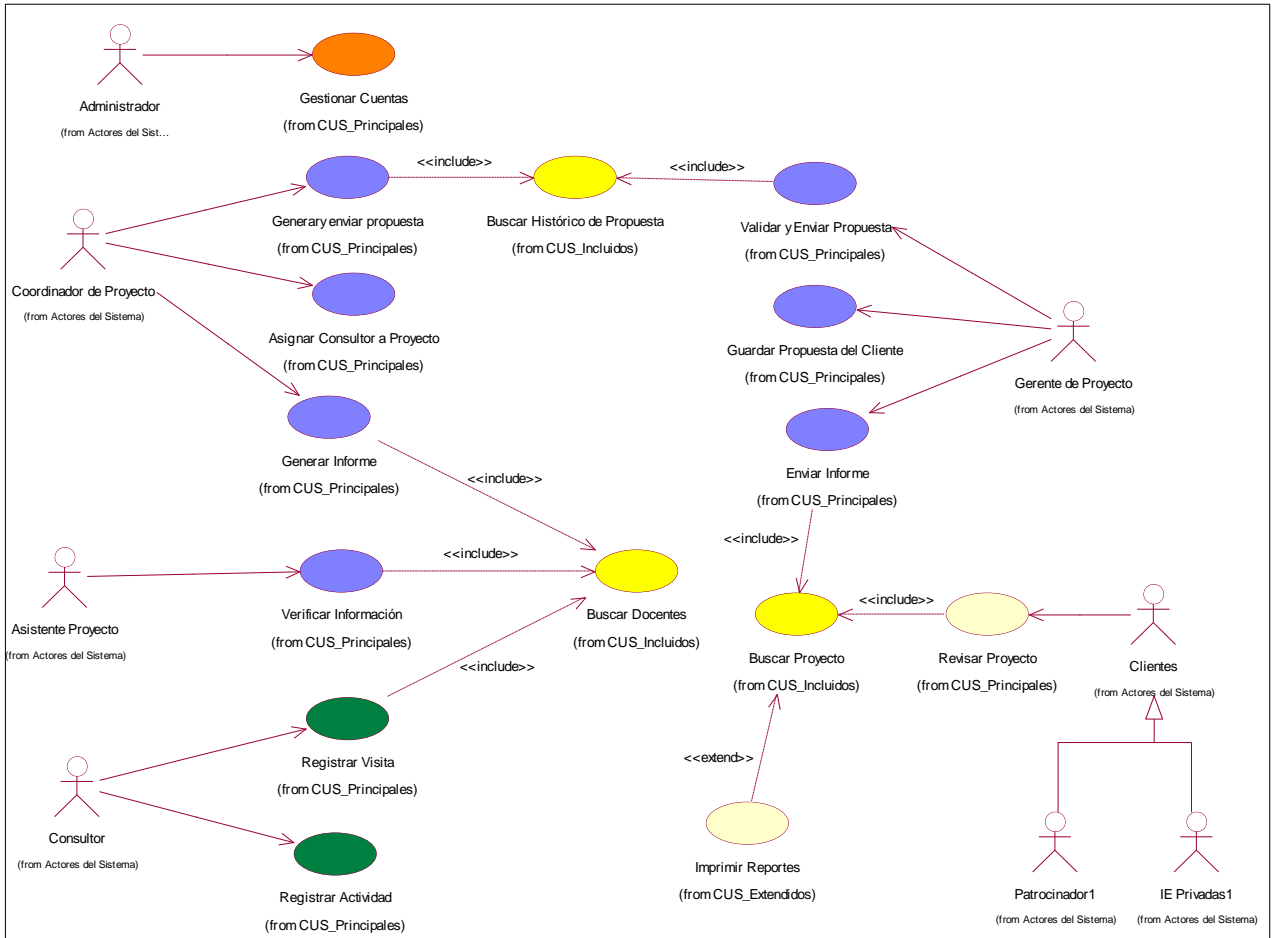 Administrador
(from Actores del Sist...
Gestionar Cuentas
(from CUS_Principales)
<<include>>
<<include>>
Generar y enviar propuesta
(from CUS_Principales)
Buscar Histórico de Propuesta
(from CUS_Incluidos)
Validar y Enviar Propuesta
(from CUS_Principales)
Coordinador de Proyecto
(from Actores del Sistema)
Asignar Consultor a Proyecto
(from CUS_Principales)
Guardar Propuesta del Cliente
(from CUS_Principales)
Gerente de Proyecto
(from Actores del Sistema)
Generar Informe
(from CUS_Principales)
<<include>>
Enviar Informe
(from CUS_Principales)
<<include>>
<<include>>
Asistente Proyecto
(from Actores del Sistema)
Verificar Información
(from CUS_Principales)
Buscar Docentes
(from CUS_Incluidos)
<<include>>
<<include>>
Buscar Proyecto
(from CUS_Incluidos)
Revisar Proyecto
(from CUS_Principales)
Clientes
(from Actores del Sistema)
Registrar Visita
(from CUS_Principales)
<<extend>>
Consultor
(from Actores del Sistema)
Registrar Actividad
(from CUS_Principales)
Imprimir Reportes
(from CUS_Extendidos)
Patrocinador1
(from Actores del Sistema)
IE Privadas1
(from Actores del Sistema)